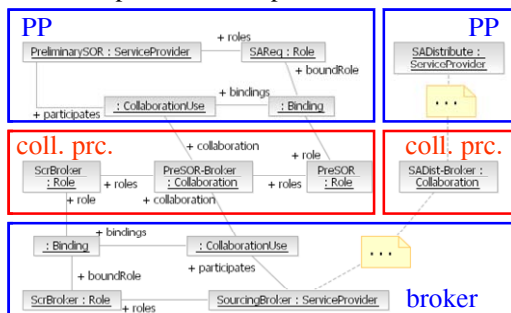 PP
PP
+ roles
PreliminarySOR : ServiceProvider
SAReq : Role
SADistribute :
ServiceProvider
+ boundRole
+ bindings
...
: CollaborationUse
: Binding
+ participates
coll. prc.
coll. prc.
+ collaboration
+ role
ScrBroker
: Role
+ roles
PreSOR-Broker
: Collaboration
+ roles
PreSOR
: Role
SADist-Broker :
Collaboration
+ role
+ collaboration
+ bindings
: Binding
: CollaborationUse
...
+ boundRole
+ participates
ScrBroker : Role
+ roles
SourcingBroker : ServiceProvider
broker